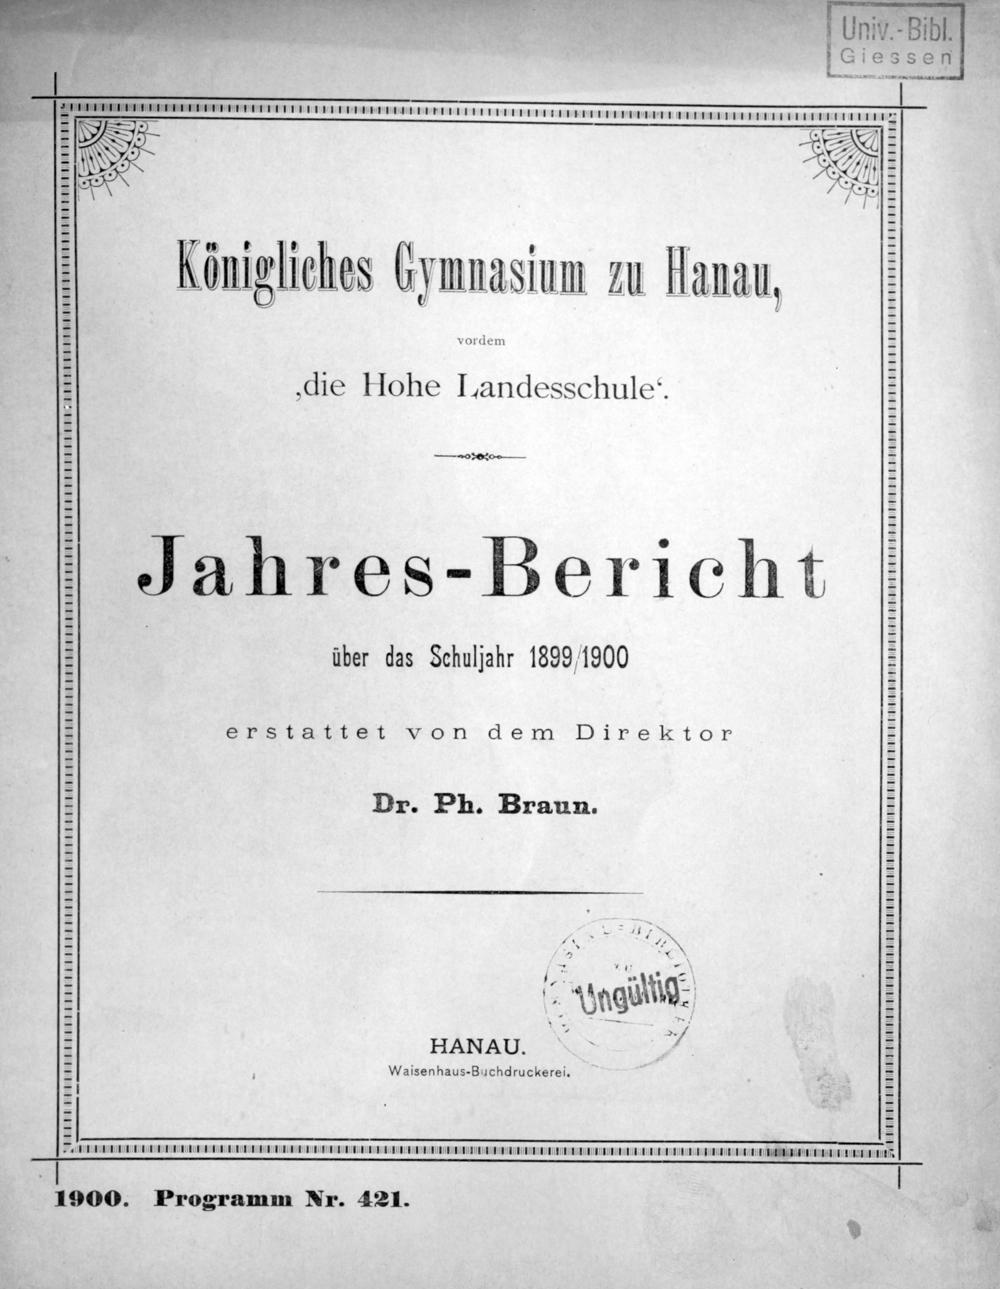 Univ.-Bibl.
Giessen
Königliches Gymnasium zu Hanau,
vordem
‚die Hohe Landesschule‘.
Jahres-Bericht
über das Schuljahr 1899/1900
erstattet von dem Direktor
Dr. Ph. Braun.
Ungültig
HANAU.
Waisenhaus-Buchdruckerei.
1900. Programm Nr. 421.